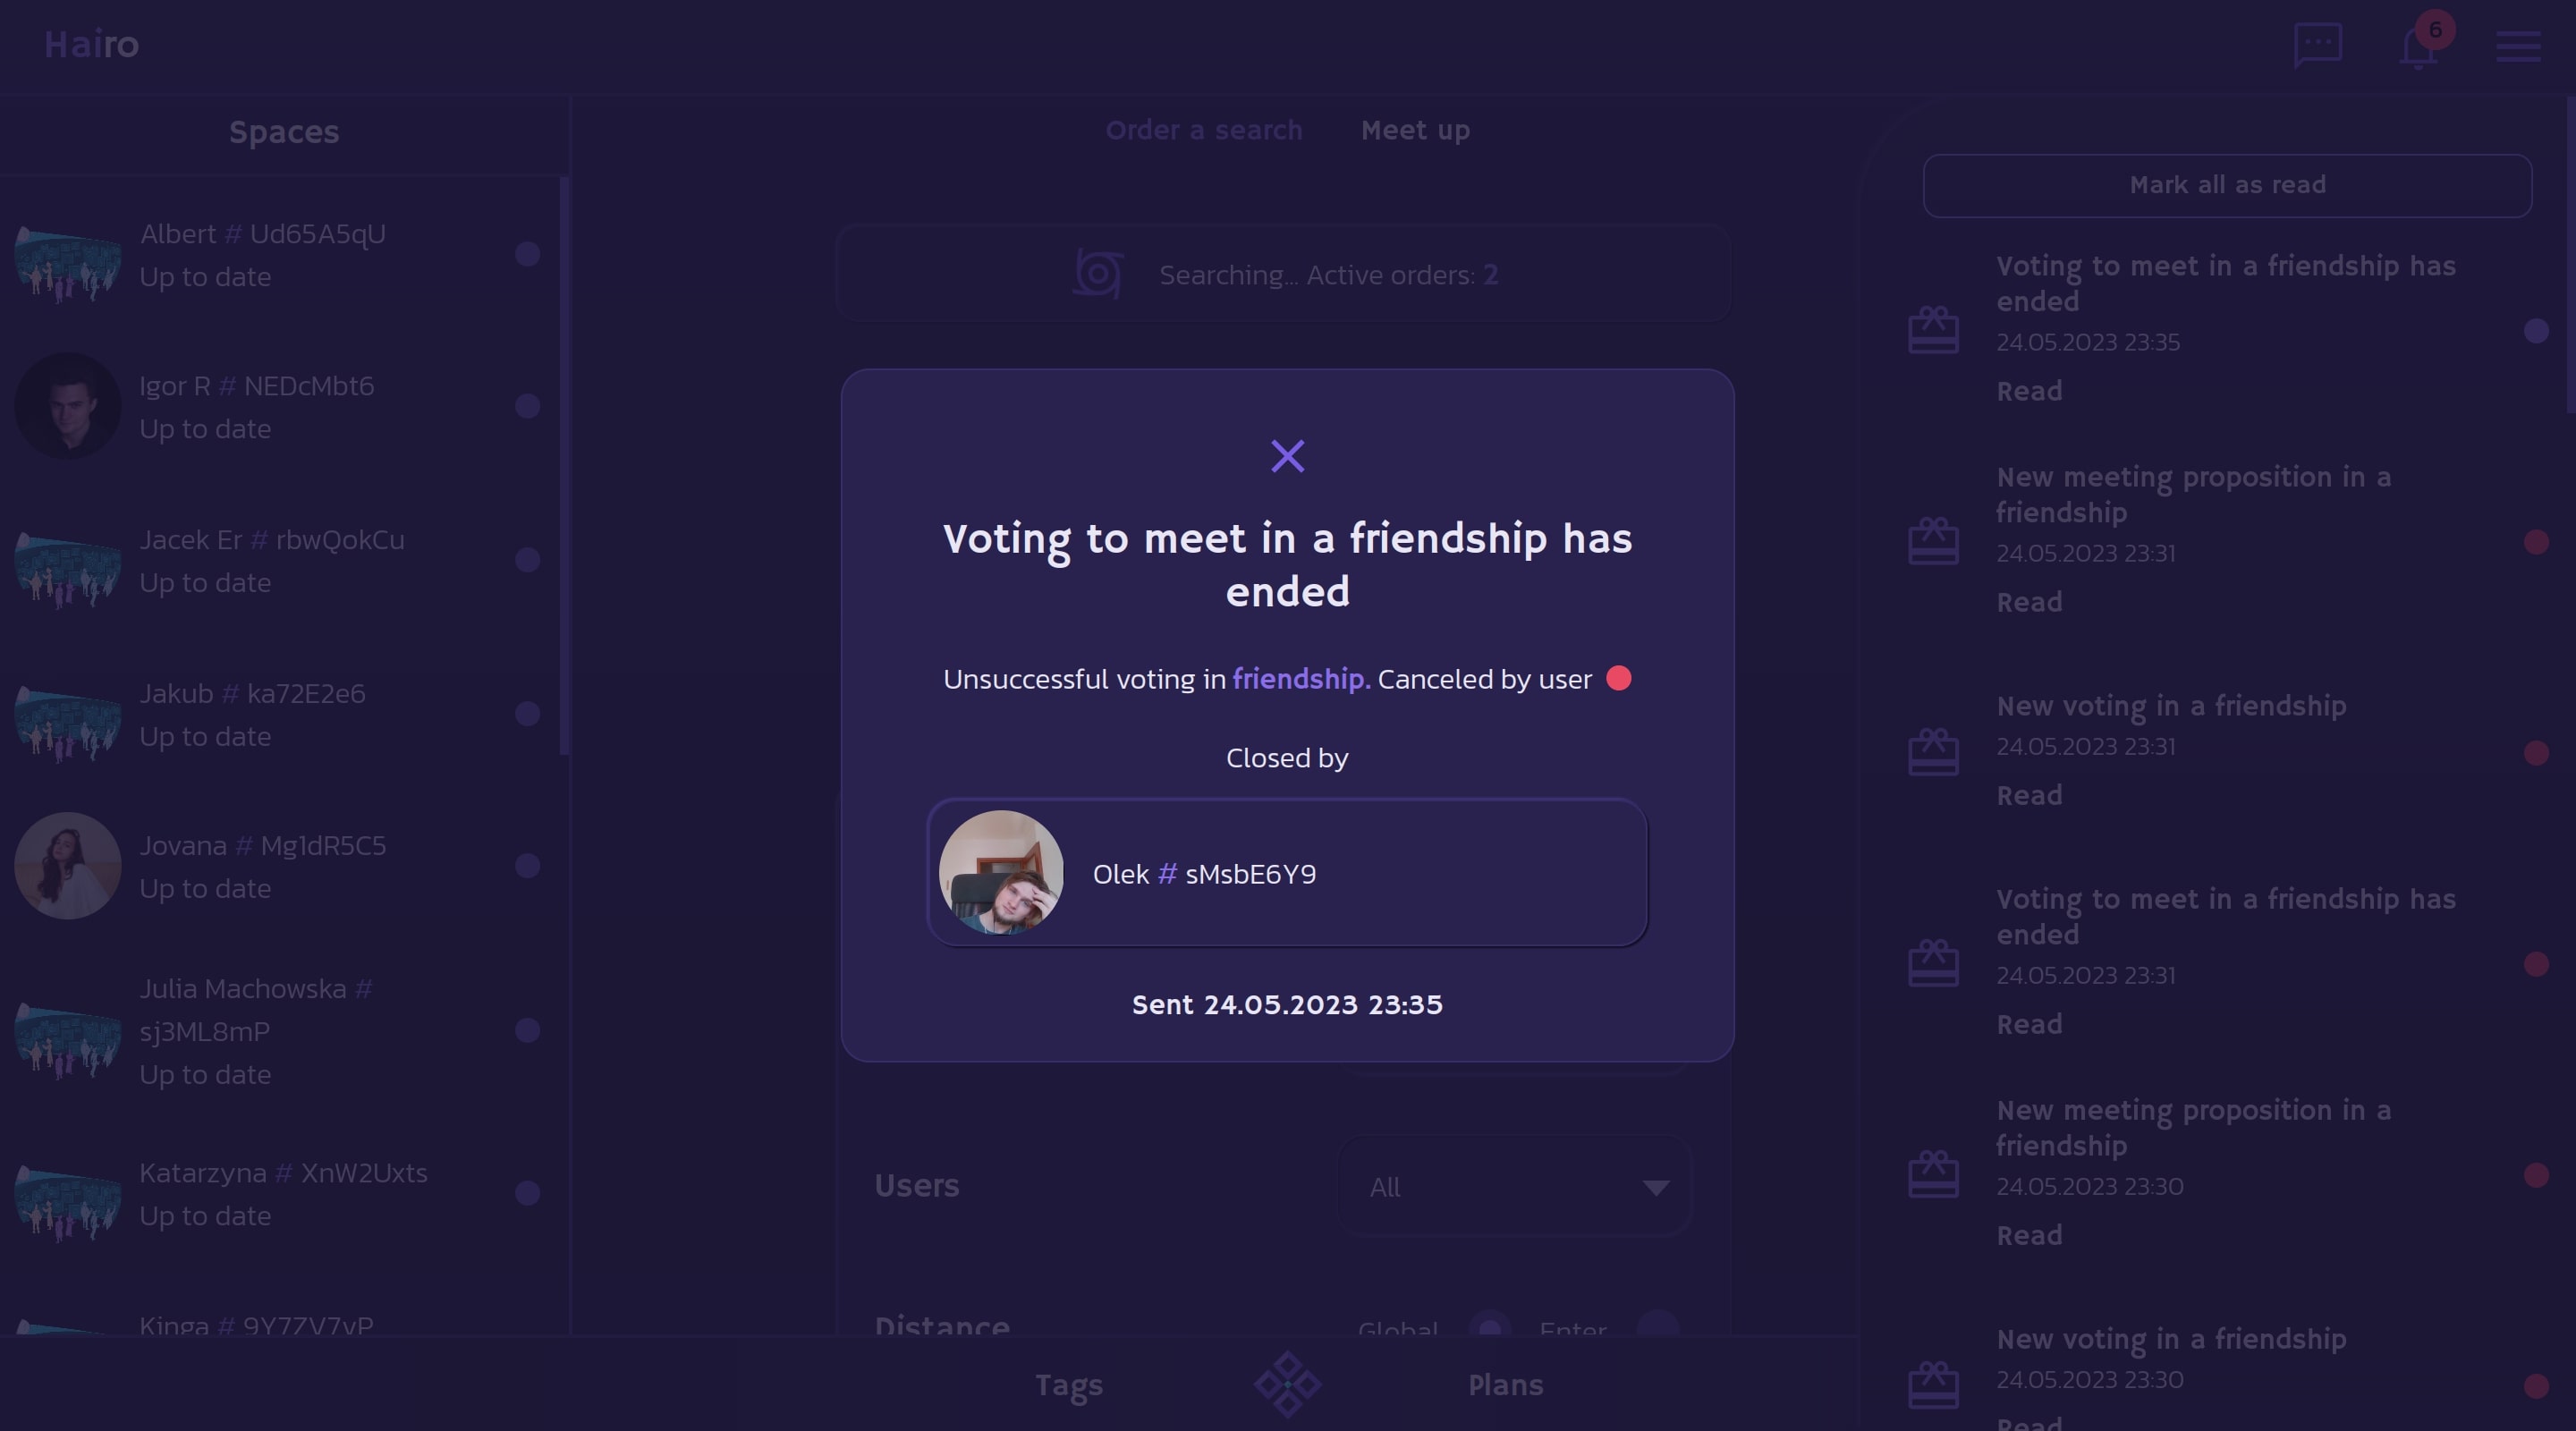 Hairo
6
Spaces
Albert # Ud65A5qU
Up to date
Igor R # NEDcMbt6
Up to date
Jacek Er # rbwQokCu
Up to date
Jakub # ka72E2e6
Up to date
Jovana # Mg1dR5C5
Up to date
Julia Machowska #
sj3ML8mP
Up to date
Katarzyna # XnW2Uxts
Up to date
Kinga # 9Y7ZV7vP
Order a search
Meet up
Searching... Active orders: 2
Voting to meet in a friendship has
ended
Unsuccessful voting in friendship. Canceled by user
Closed by
Olek # sMsbE6Y9
Sent 24.05.2023 23:35
Users
All
Distance
Global
Enter
Tags
Plans
Mark all as read
Voting to meet in a friendship has
ended
24.05.2023 23:35
Read
New meeting proposition in a
friendship
24.05.2023 23:31
Read
New voting in a friendship
24.05.2023 23:31
Read
Voting to meet in a friendship has
ended
24.05.2023 23:31
Read
New meeting proposition in a
friendship
24.05.2023 23:30
Read
New voting in a friendship
24.05.2023 23:30
Read